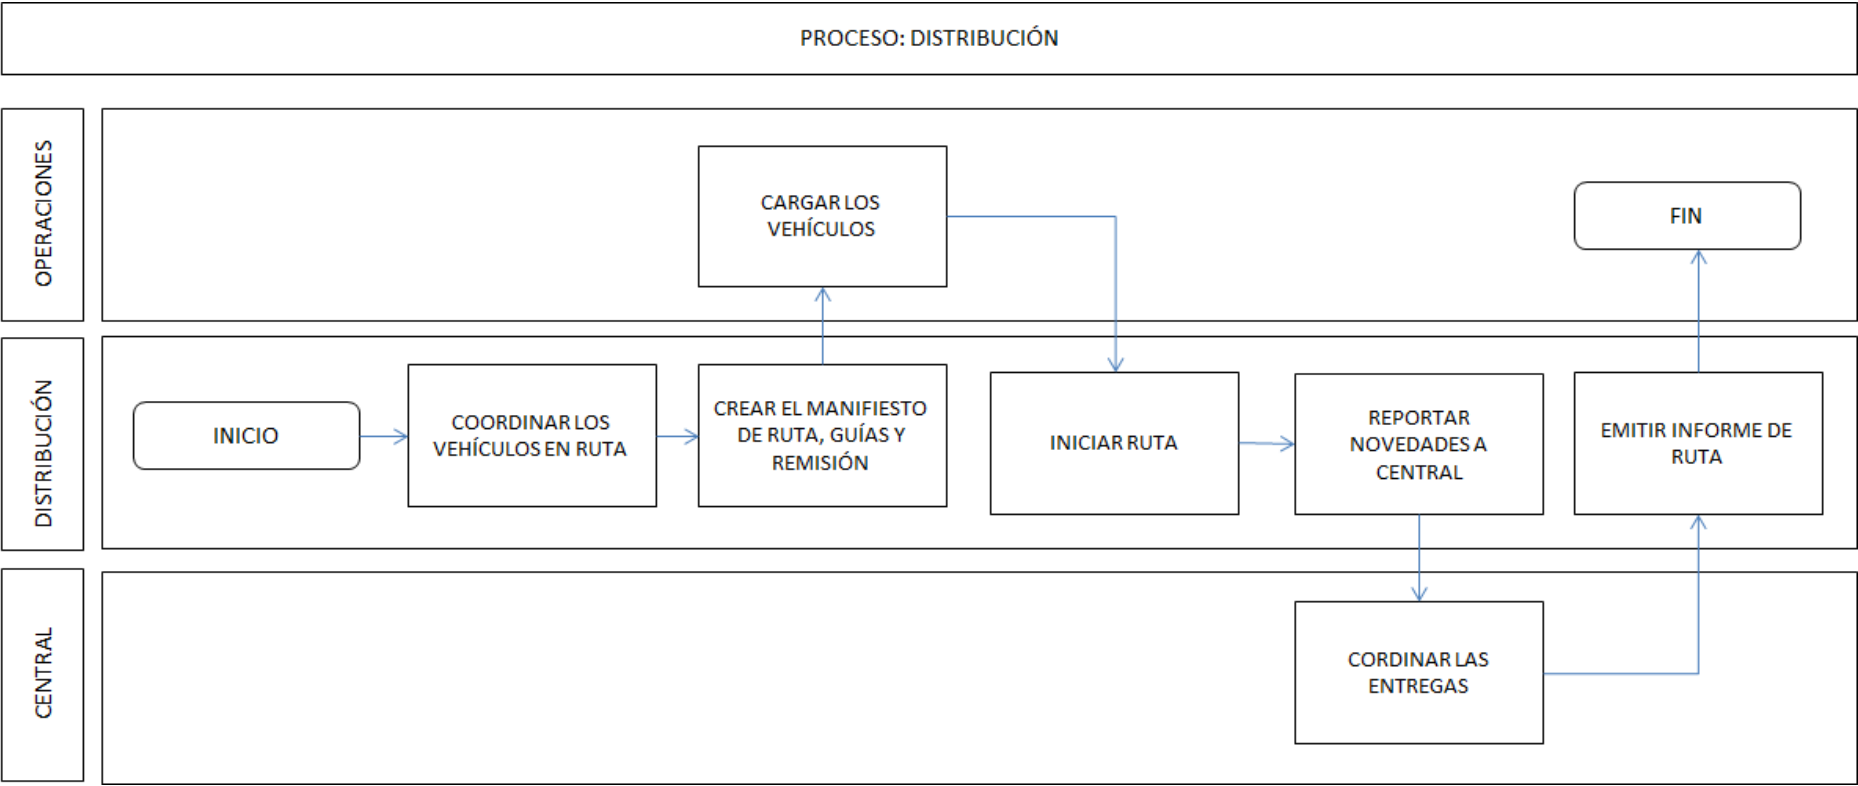 PROCESO: DISTRIBUCIÓN
OPERACIONES
CARGAR LOS
VEHÍCULOS
FIN
DISTRIBUCIÓN
INICIO
COORDINAR LOS
VEHÍCULOS EN RUTA
CREAR EL MANIFIESTO
DE RUTA, GUÍAS Y
REMISIÓN
INICIAR RUTA
REPORTAR
NOVEDADES A
CENTRAL
EMITIR INFORME DE
RUTA
CENTRAL
CORDINAR LAS
ENTREGAS